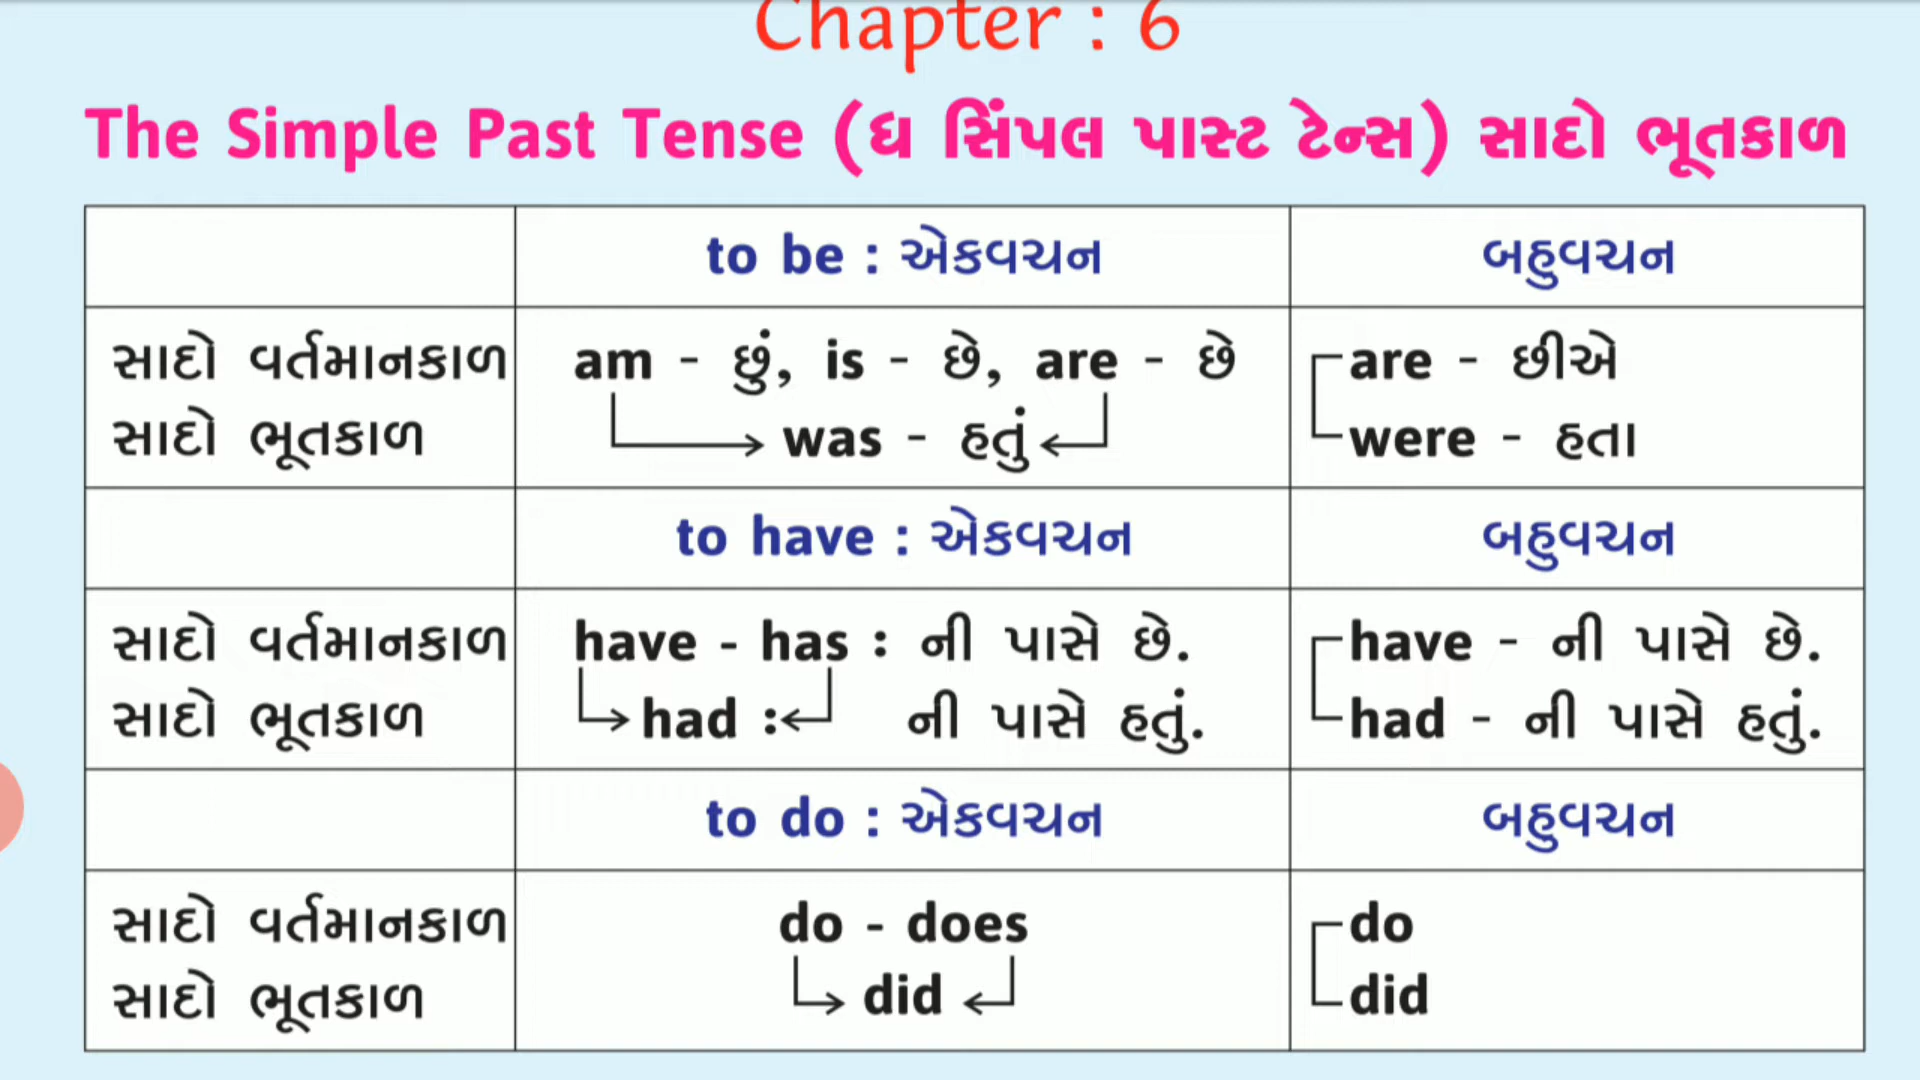 Chapter : 6
The Simple Past Tense (ધ સિંપલ પાસ્ટ ટેન્સ) સાદો ભૂતકાળ
to be : એકવચન બહુવચન
સાદો વર્તમાનકાળ am - છું, is - છે, are - છે are - છીએ
સાદો ભૂતકાળ was - હતું were - હતા
to have : એકવચન બહુવચન
સાદો વર્તમાનકાળ have - has : ની પાસે છે. have - ની પાસે છે.
સાદો ભૂતકાળ had : ની પાસે હતું. had - ની પાસે હતું.
to do : એકવચન બહુવચન
સાદો વર્તમાનકાળ do - does do
સાદો ભૂતકાળ did did